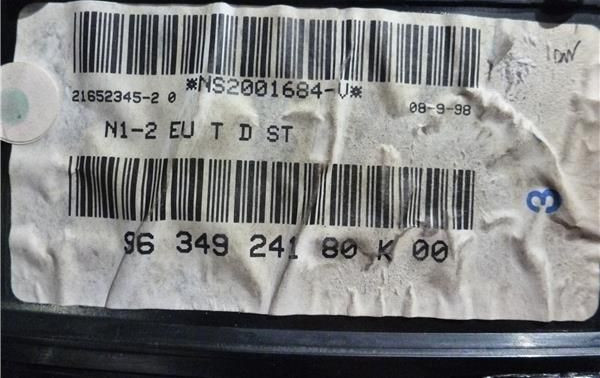 *NS2001684-V*
21652345-2 0
08-9-98
N1-2 EU T D ST
3
96 349 241 80 K 00